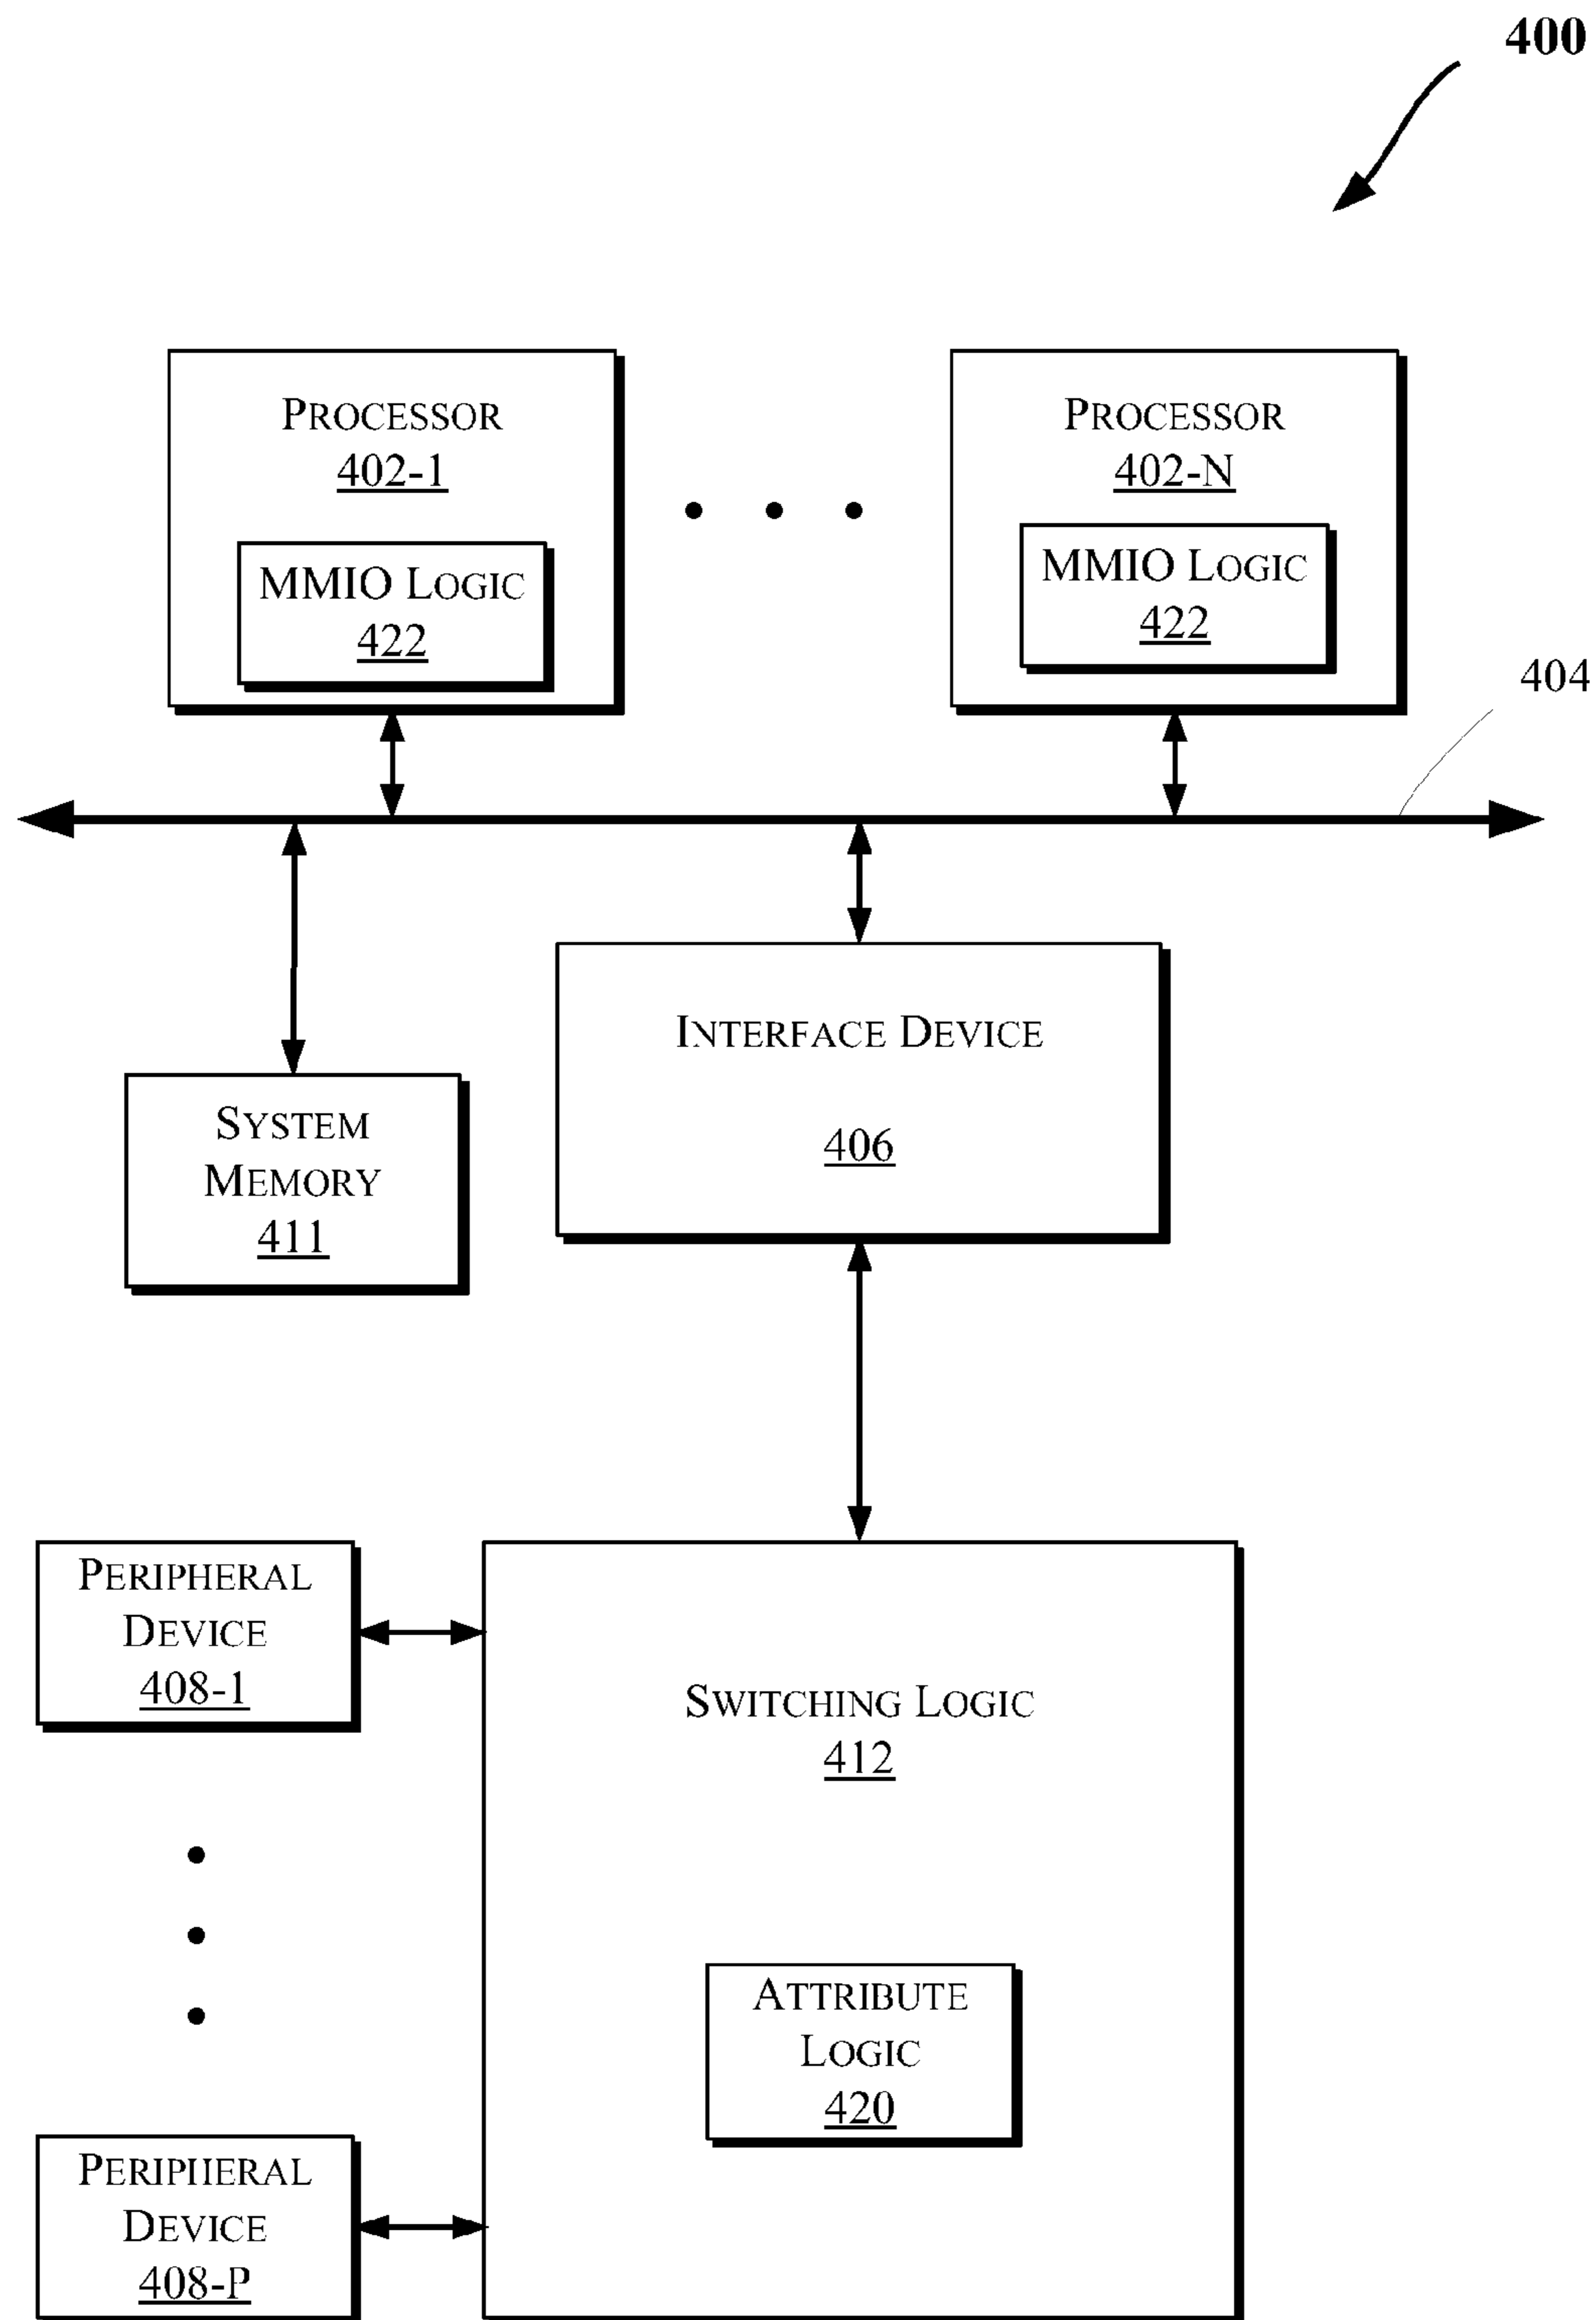 400
PROCESSOR
402-1
MMIO LOGIC
422
PROCESSOR
402-N
MMIO LOGIC
422
404
INTERFACE DEVICE
406
SYSTEM
MEMORY
411
PERIPHERAL
DEVICE
408-1
SWITCHING LOGIC
412
ATTRIBUTE
LOGIC
420
PERIPHERAL
DEVICE
408-P